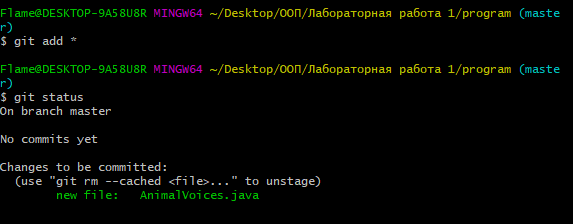 Flame@DESKTOP-9A58U8R MINGW64 ~/Desktop/ООП/Лабораторная работа 1/program (maste
r)
$ git add *
Flame@DESKTOP-9A58U8R MINGW64 ~/Desktop/ООП/Лабораторная работа 1/program (maste
r)
$ git status
On branch master
No commits yet
Changes to be committed:
  (use "git rm --cached <file>..." to unstage)
        new file:   AnimalVoices.java